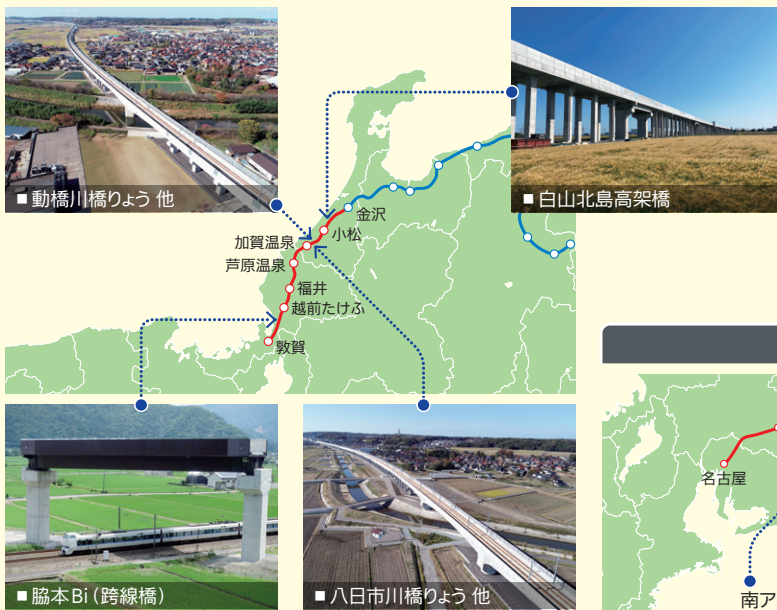 ■ 動橋川橋りょう 他
■ 白山北島高架橋
金沢
小松
加賀温泉
芦原温泉
福井
越前たけふ
敦賀
■ 脇本Bi（跨線橋）
■ 八日市川橋りょう 他
名古屋
南ア